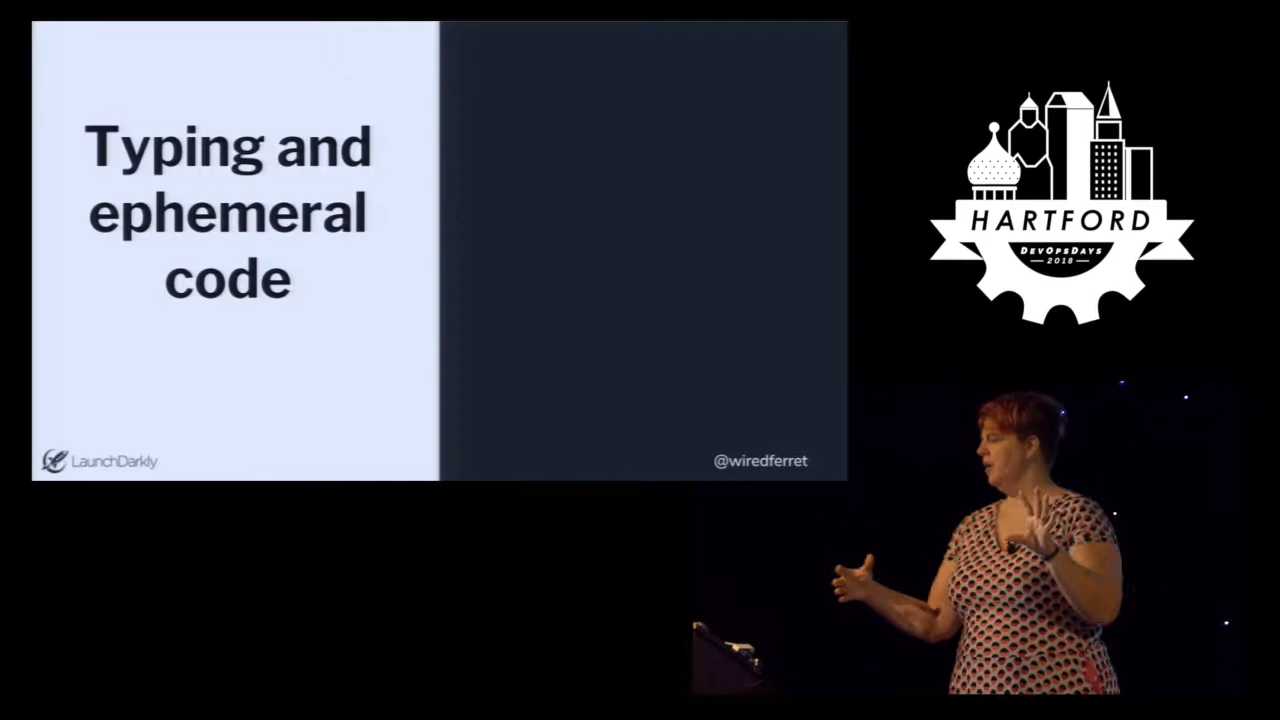 Typing and
ephemeral
code
LaunchDarkly
@wiredferret
HARTFORD
DEVOPSDAYS
2018